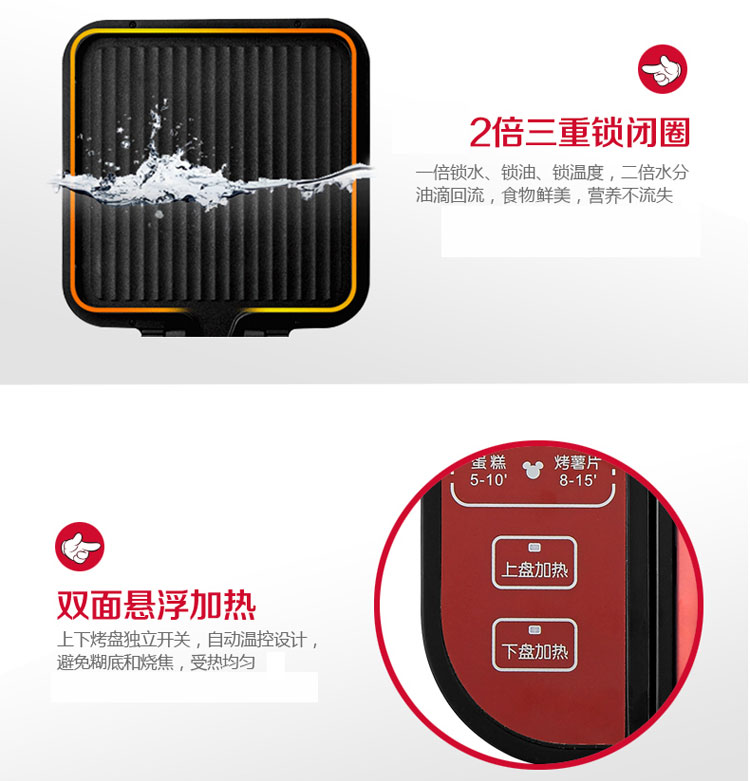 2倍三重锁闭圈
一倍锁水、锁油、锁温度，二倍水分
油滴回流，食物鲜美，营养不流失
蛋糕 烤薯片
5-10' 8-15'
上盘加热
下盘加热
双面悬浮加热
上下烤盘独立开关，自动温控设计，
避免糊底和烧焦，受热均匀